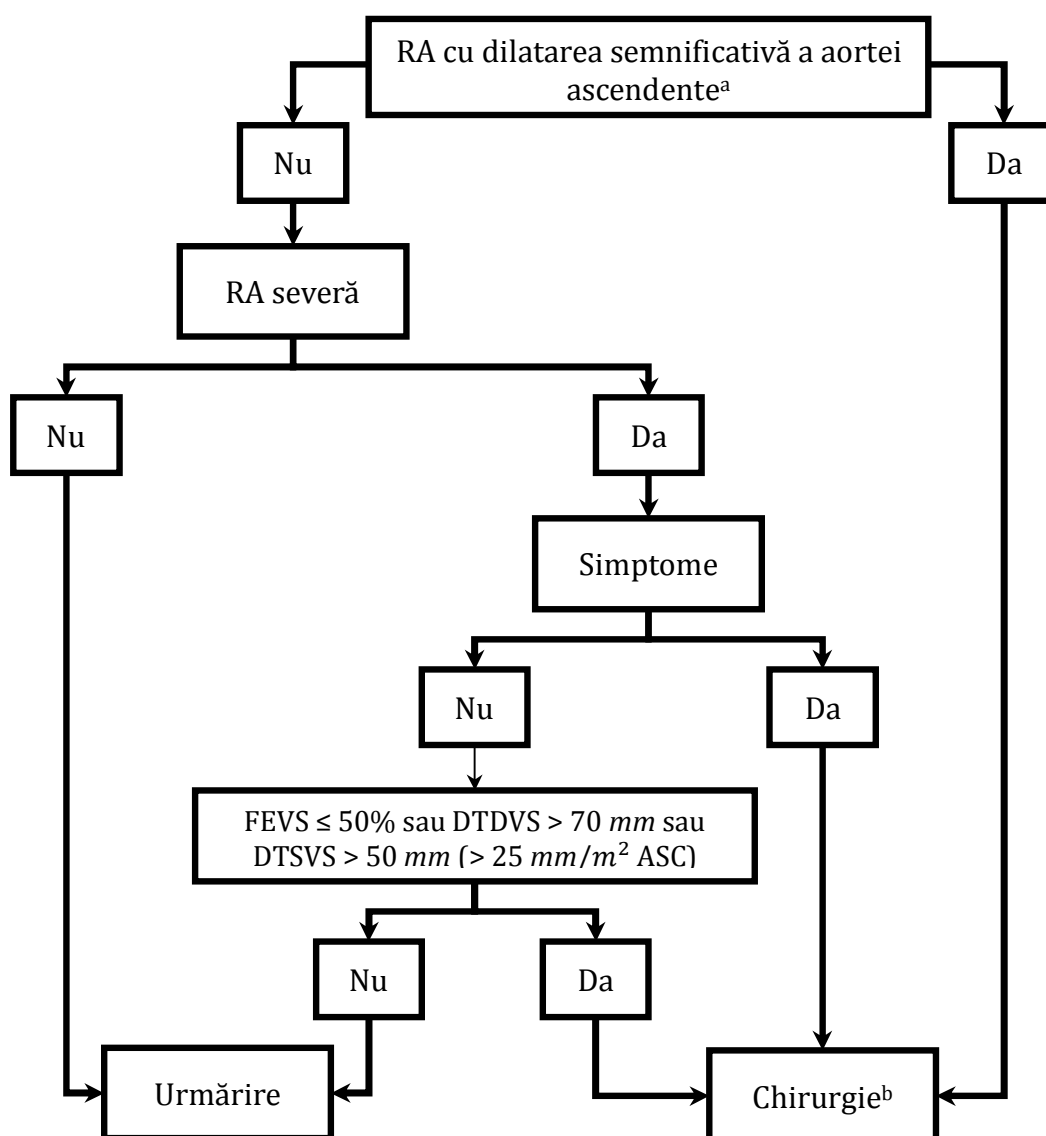 RA cu dilatarea semnificativă a aortei
ascendenteᵃ
Nu
Da
RA severă
Nu
Da
Simptome
Nu
Da
FEVS ≤ 50% sau DTDVS > 70 mm sau
DTSVS > 50 mm (> 25 mm/m² ASC)
Nu
Da
Urmărire
Chirurgieᵇ